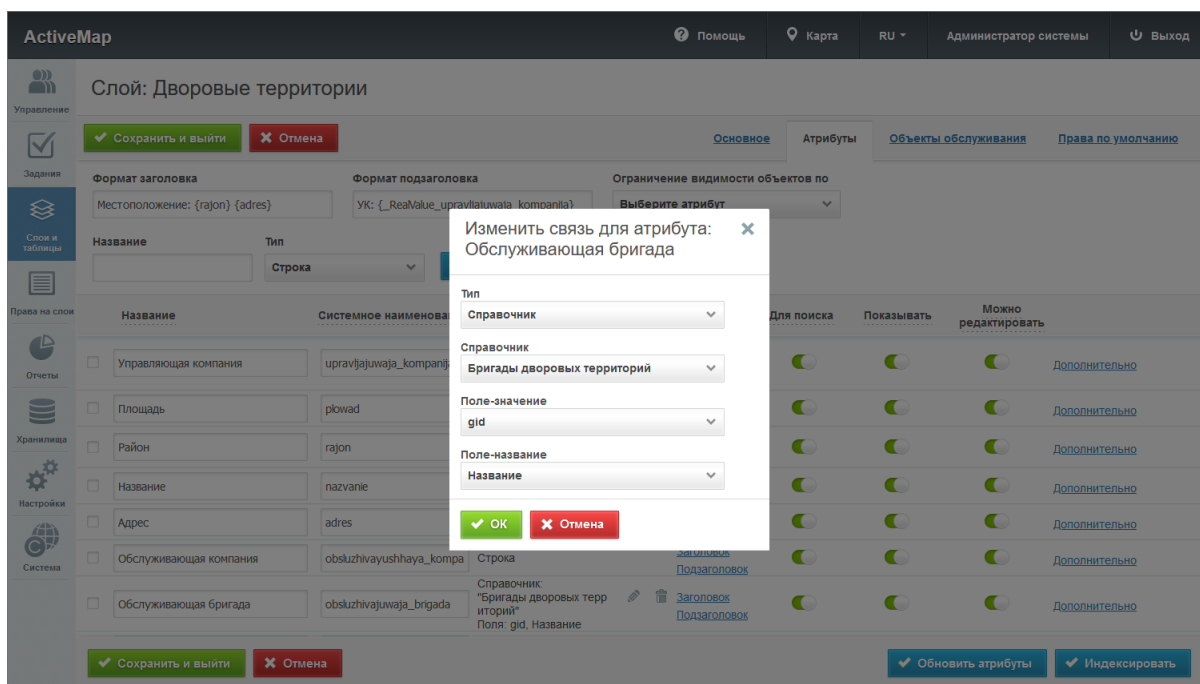 ActiveMap
Помощь
Карта
RU
Администратор системы
Выход
Управление
Задания
Слои и
таблицы
Права на слои
Отчеты
Хранилища
Настройки
Система
Слой: Дворовые территории
Сохранить и выйти
Отмена
Основное
Атрибуты
Объекты обслуживания
Права по умолчанию
Формат заголовка
Формат подзаголовка
Ограничение видимости объектов по
Местоположение: {rajon} {adres}
УК: {_RealValue_upravljajuwaja_kompanija}
Выберите атрибут
Название
Тип
Строка
Изменить связь для атрибута:
Обслуживающая бригада
Тип
Справочник
Справочник
Бригады дворовых территорий
Поле-значение
gid
Поле-название
Название
ОК
Отмена
Название
Системное наименова
Для поиска
Показывать
Можно
редактировать
Управляющая компания
upravljajuwaja_kompanij
Дополнительно
Площадь
plowad
Дополнительно
Район
rajon
Дополнительно
Название
nazvanie
Дополнительно
Адрес
adres
Дополнительно
Обслуживающая компания
obsluzhivayushhaya_kompa
Строка
Заголовок
Подзаголовок
Дополнительно
Обслуживающая бригада
obsluzhivajuwaja_brigada
Справочник:
"Бригады дворовых терр
иторий"
Поля: gid, Название
Заголовок
Подзаголовок
Дополнительно
Сохранить и выйти
Отмена
Обновить атрибуты
Индексировать